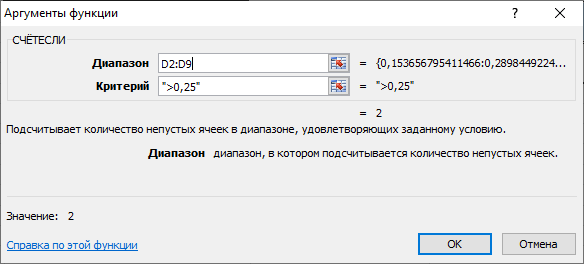 Аргументы функции
СЧЁТЕСЛИ
Диапазон D2:D9 = {0,153656795411466:0,2898449224...
Критерий ">0,25" = ">0,25"
= 2
Подсчитывает количество непустых ячеек в диапазоне, удовлетворяющих заданному условию.
Диапазон диапазон, в котором подсчитывается количество непустых ячеек.
Значение: 2
Справка по этой функции
ОК Отмена